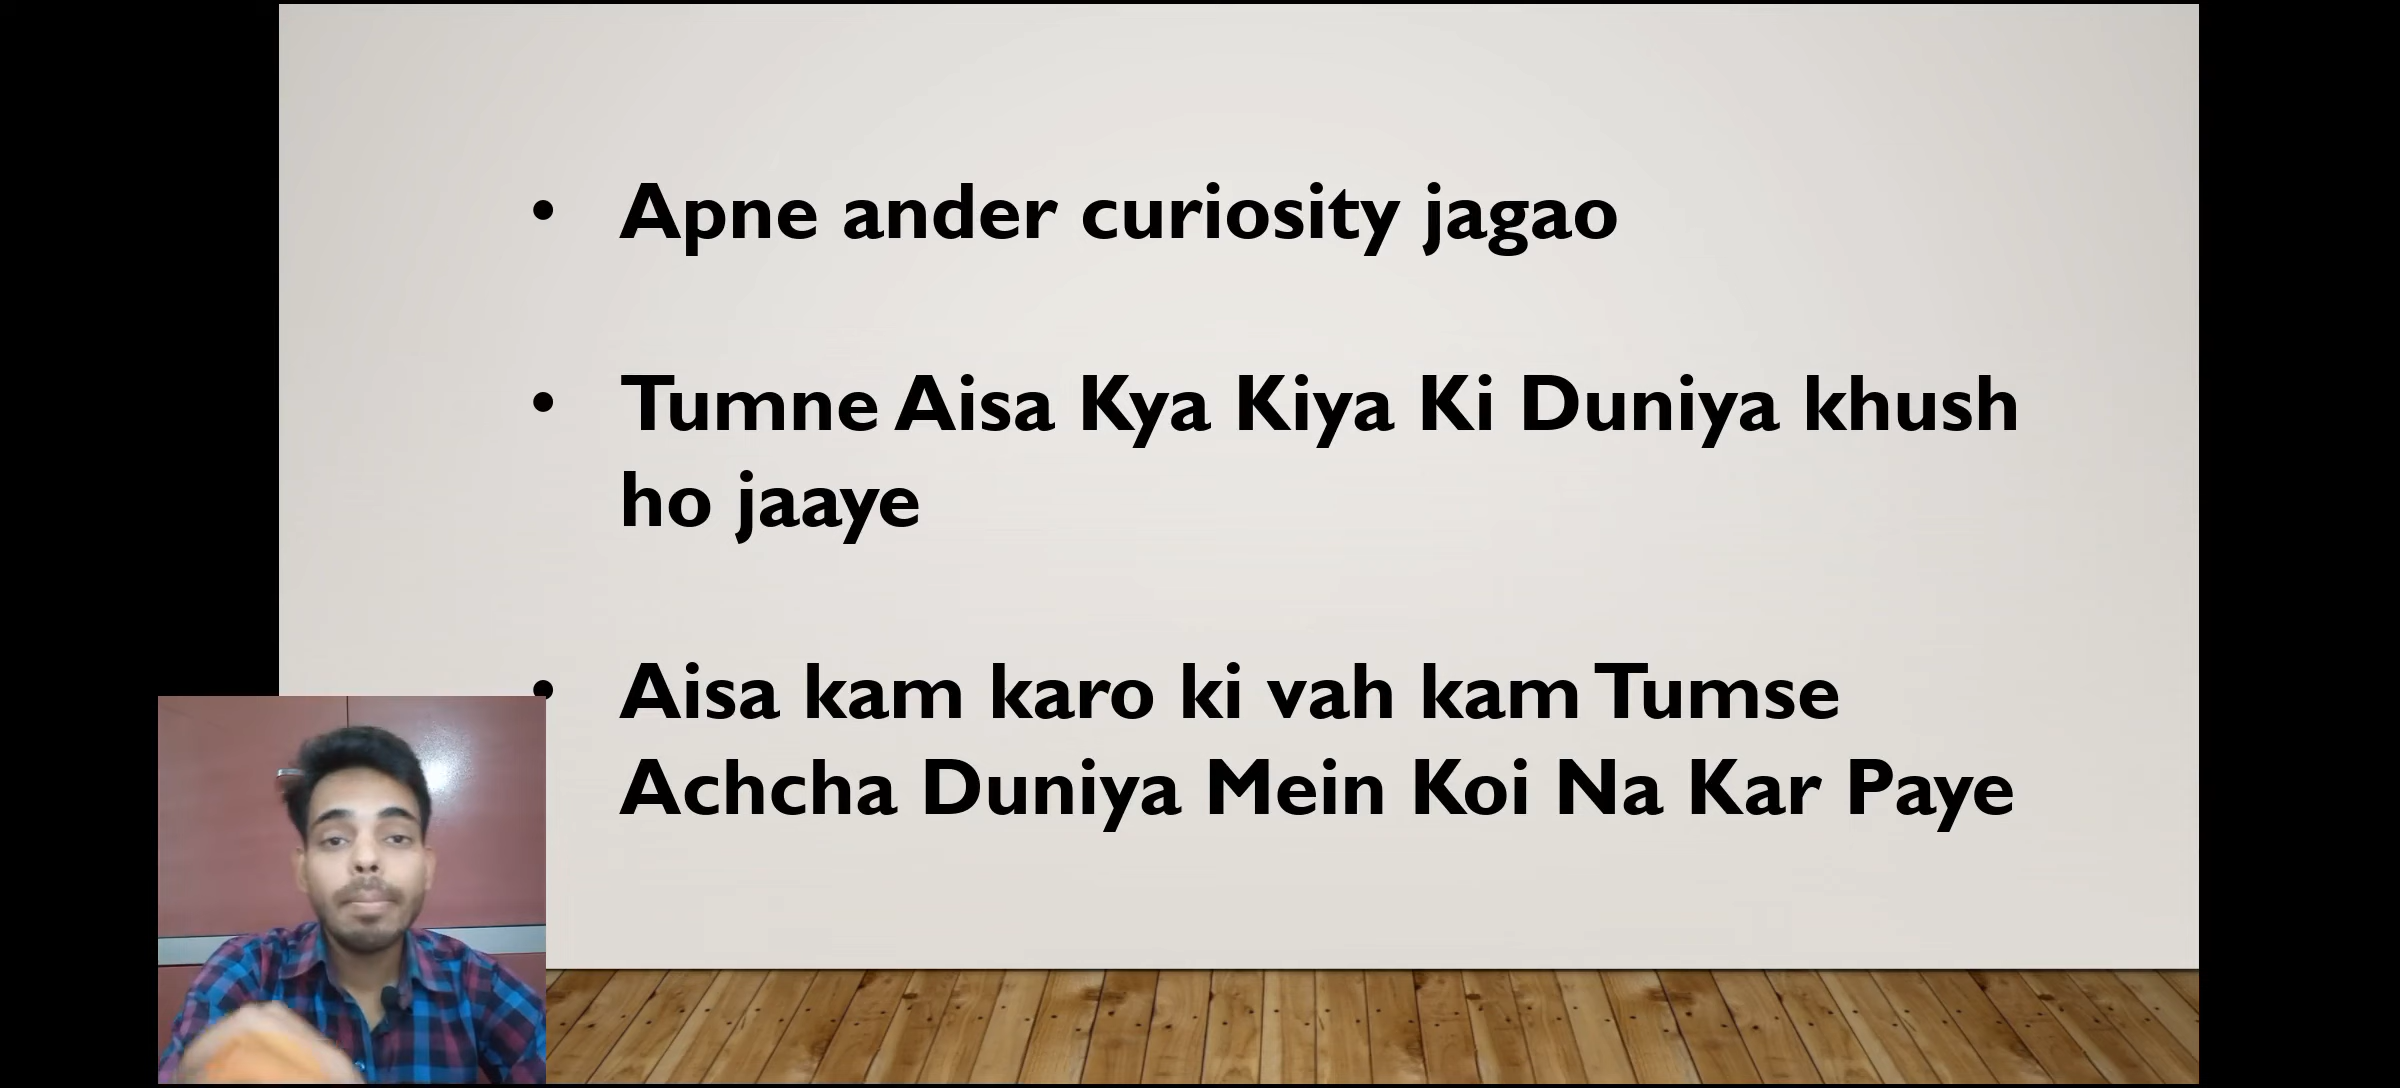 • Apne ander curiosity jagao
• Tumne Aisa Kya Kiya Ki Duniya khush
ho jaaye
• Aisa kam karo ki vah kam Tumse
Achcha Duniya Mein Koi Na Kar Paye